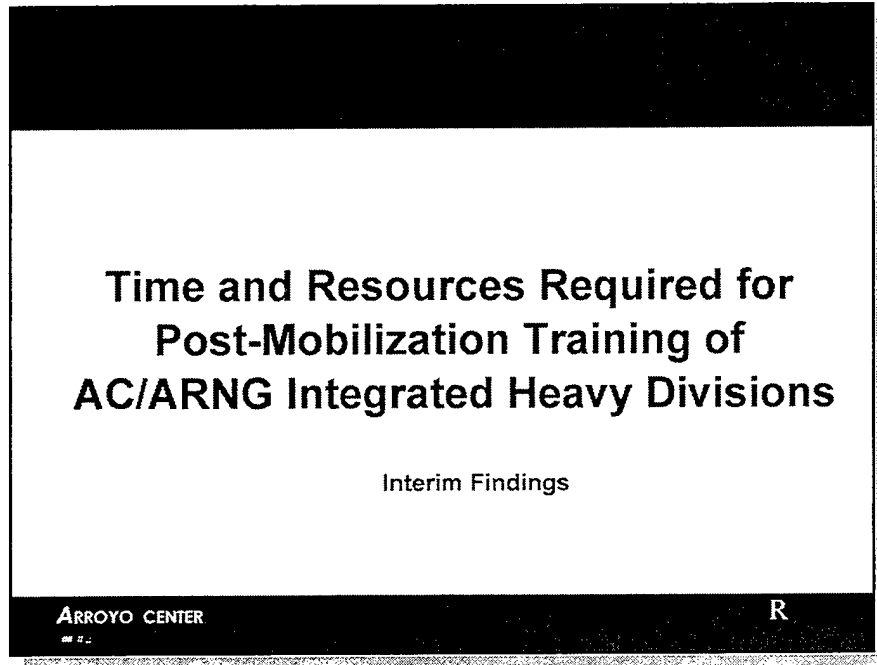 Time and Resources Required for
Post-Mobilization Training of
AC/ARNG Integrated Heavy Divisions
Interim Findings
ARROYO CENTER
R